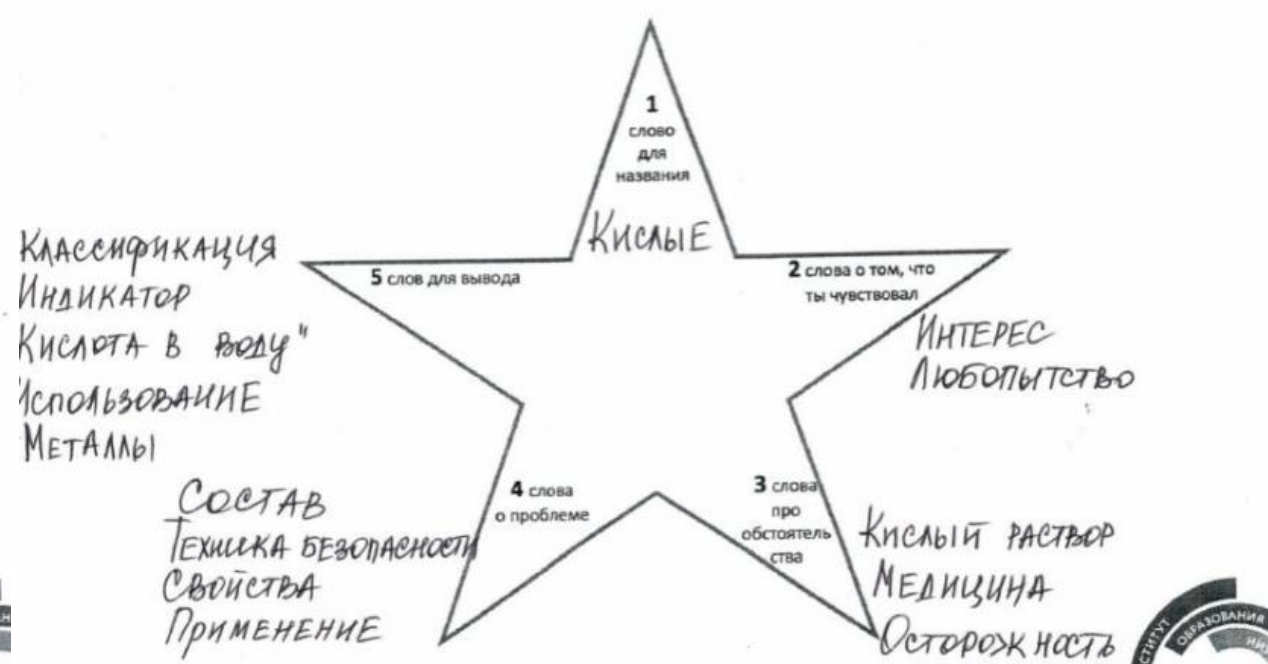 1
слово
для
названия
Кислые
2 слова о том, что
ты чувствовал
Интерес
Любопытство
3 слова
про
обстоятель
ства
Кислый раствор
Медицина
Осторожность
4 слова
о проблеме
Состав
Техника безопасности
Свойства
Применение
5 слов для вывода
Классификация
Индикатор
Кислота в воду"
Использование
Металлы
ОБРАЗОВАНИЯ